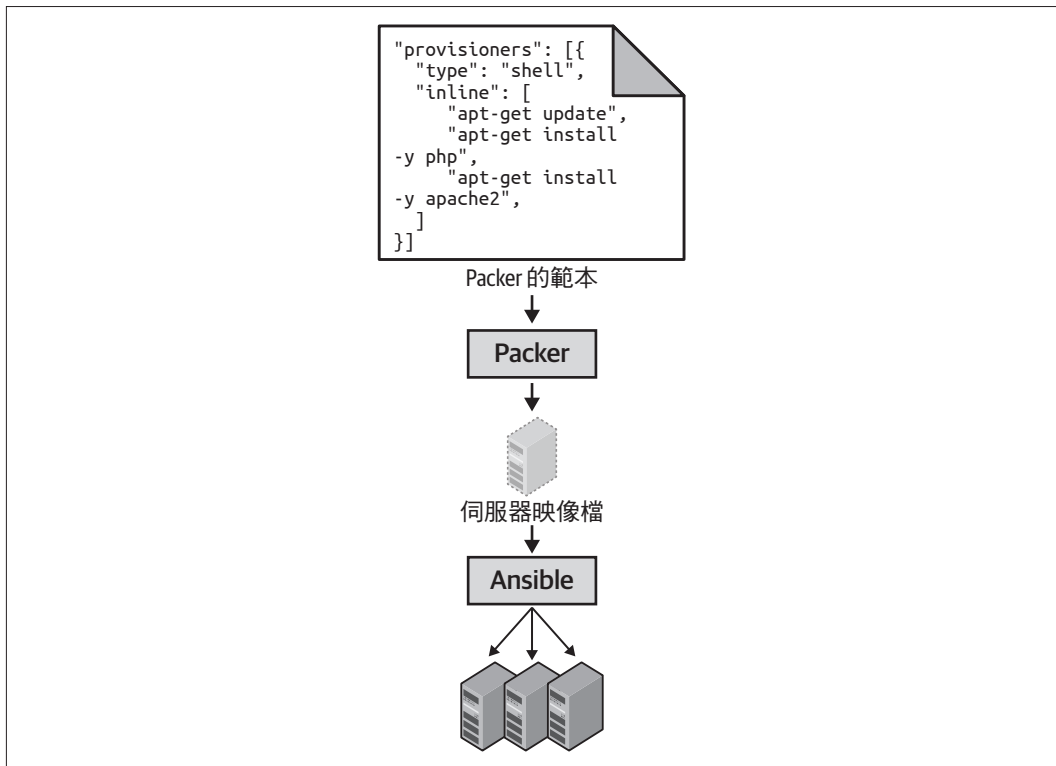 "provisioners": [{
  "type": "shell",
  "inline": [
      "apt-get update",
      "apt-get install
-y php",
      "apt-get install
-y apache2",
  ]
}]
Packer 的範本
Packer
伺服器映像檔
Ansible